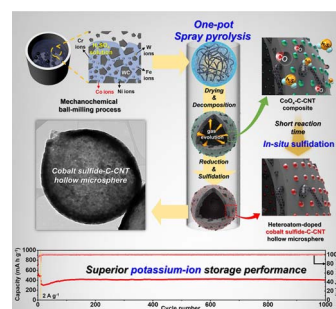 One-pot
Spray pyrolysis
Cr
ions
W
ions
WC
Fe
ions
Co ions
Ni ions
Mechanochemical
ball-milling process
Drying
&
Decomposition
gas
evolution
Reduction
&
Sulfidation
CoOx-C-CNT
composite
Short reaction
time
In-situ sulfidation
Heteroatom-doped
cobalt sulfide-C-CNT
hollow microsphere
Cobalt sulfide-C-CNT
hollow microsphere
Superior potassium-ion storage performance
2 A g-1
Capacity (mA h g-1)
1000
800
600
400
200
0
100
80
60
40
20
0
0
200
400
600
800
1000
Cycle number